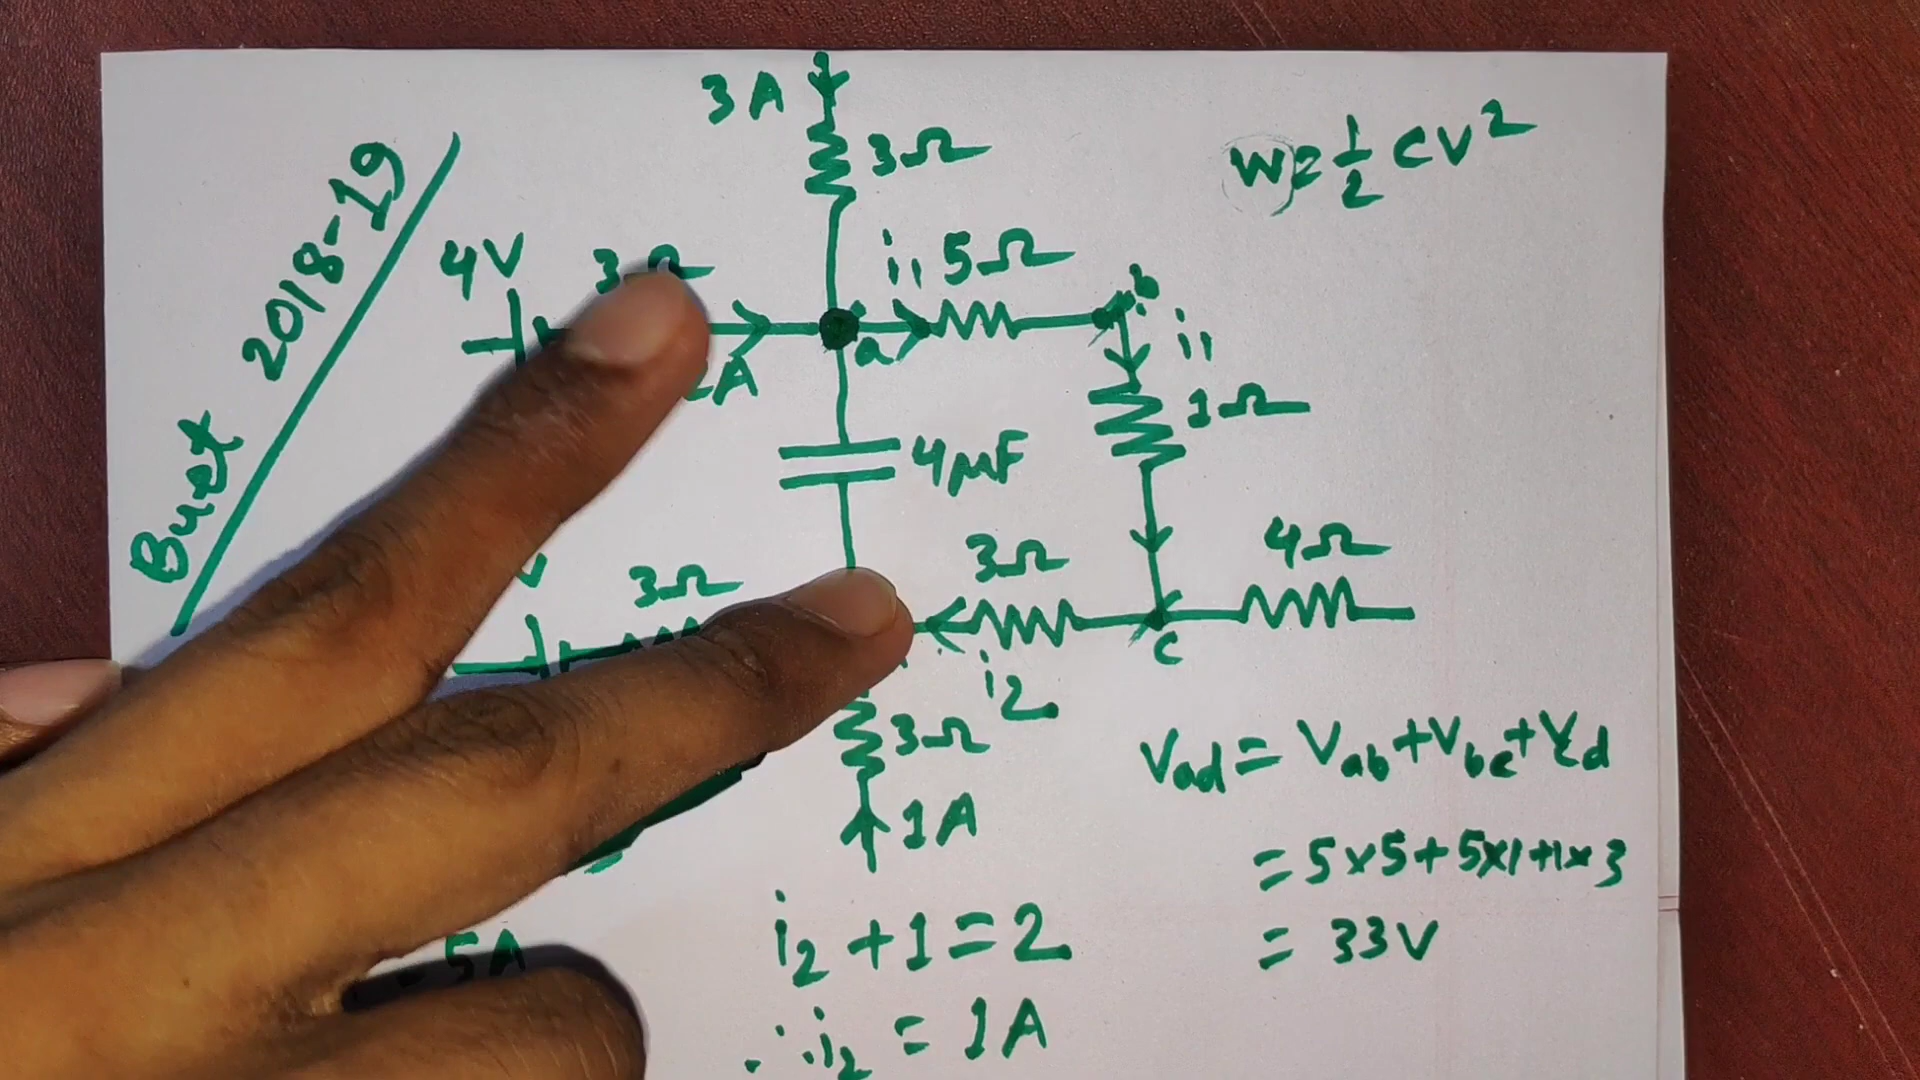 Buet 2018-19
3A
3Ω
W = 1/2 CV²
4V
3Ω
i₁ 5Ω
b
a
i₁
A
1Ω
4μF
3Ω
3Ω
4Ω
c
i₂
3Ω
1A
Vad = Vab + Vbc + Vcd
= 5×5 + 5×1 + 1×3
= 33V
5A
i₂ + 1 = 2
∴ i₂ = 1A